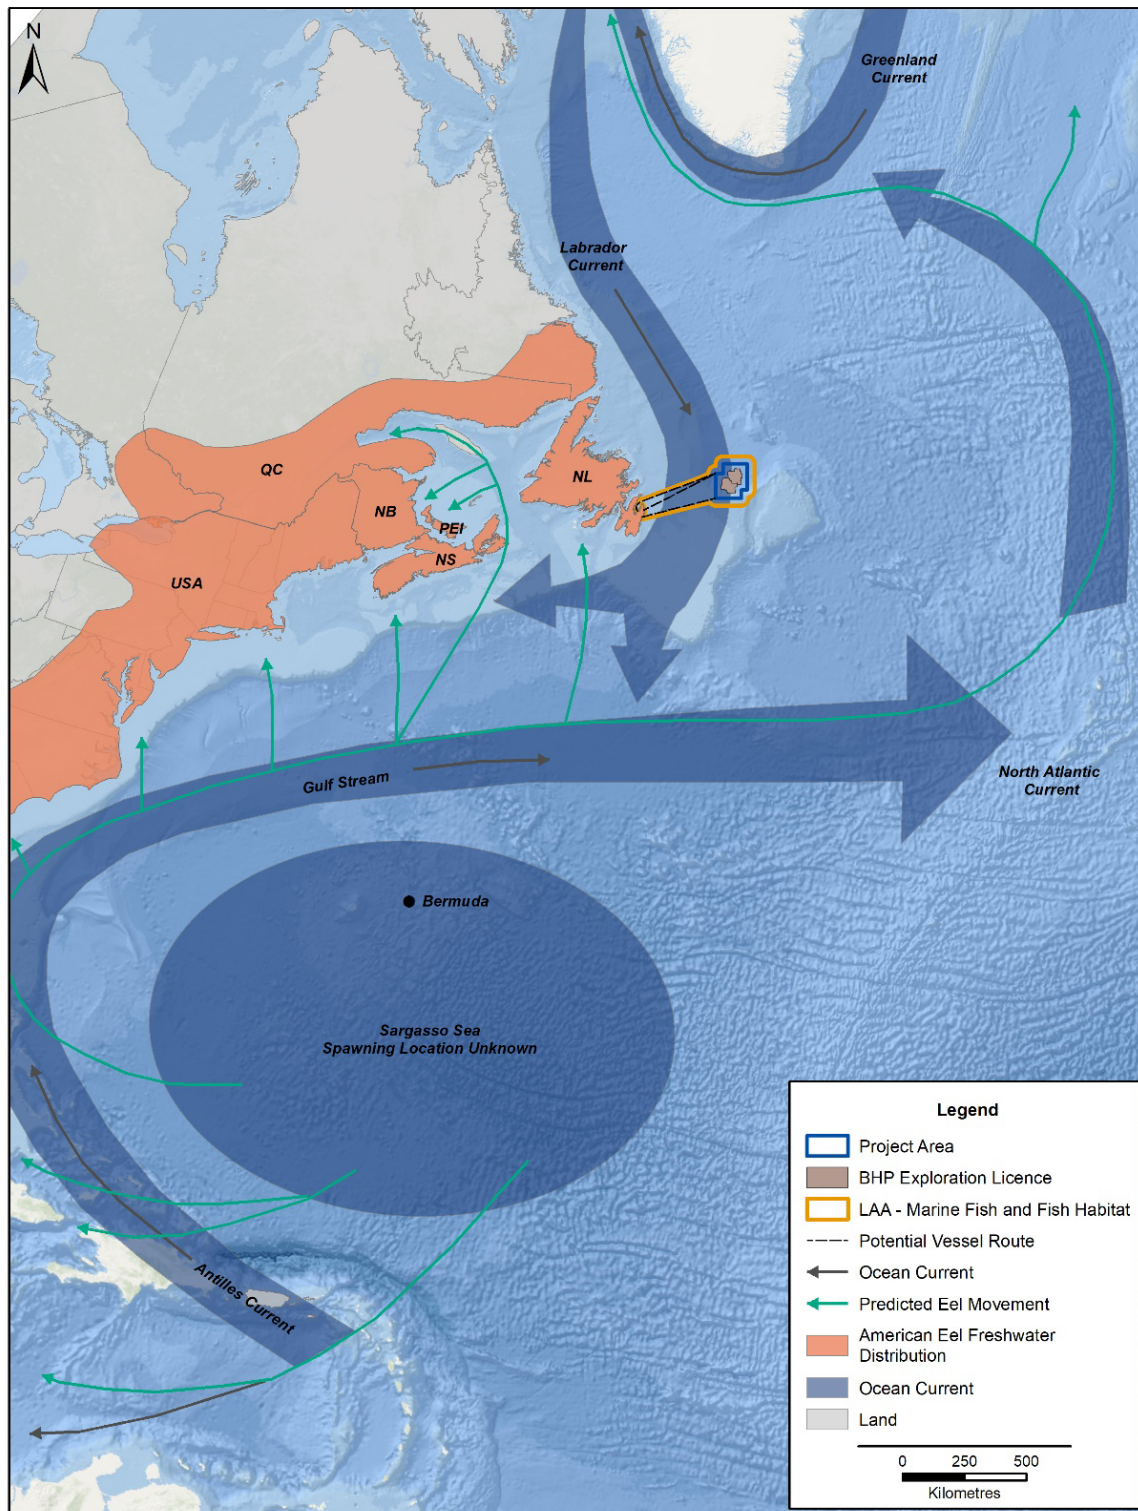 N
Greenland
Current
Labrador
Current
QC
NL
NB
PEI
NS
USA
Gulf Stream
North Atlantic
Current
Bermuda
Sargasso Sea
Spawning Location Unknown
Antilles Current
Legend
Project Area
BHP Exploration Licence
LAA - Marine Fish and Fish Habitat
Potential Vessel Route
Ocean Current
Predicted Eel Movement
American Eel Freshwater
Distribution
Ocean Current
Land
0 250 500
Kilometres